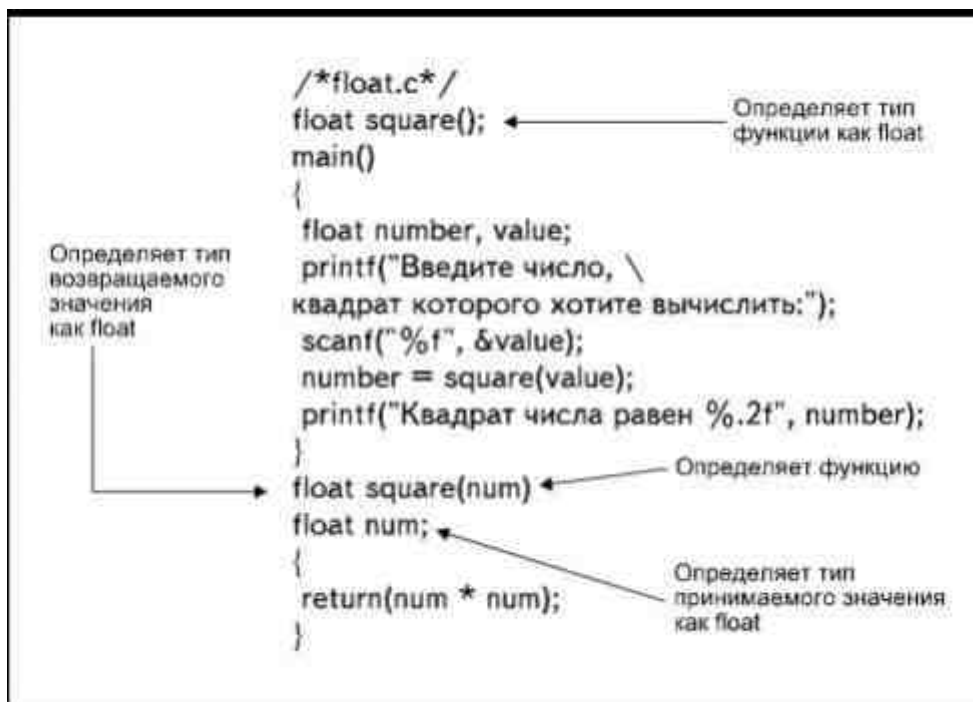 /*float.c*/
float square();
Определяет тип
функции как float
main()
{
float number, value;
printf("Введите число, \
квадрат которого хотите вычислить:");
scanf("%f", &value);
number = square(value);
printf("Квадрат числа равен %.2f", number);
}
Определяет тип
возвращаемого
значения
как float
float square(num)
Определяет функцию
float num;
{
return(num * num);
}
Определяет тип
принимаемого значения
как float